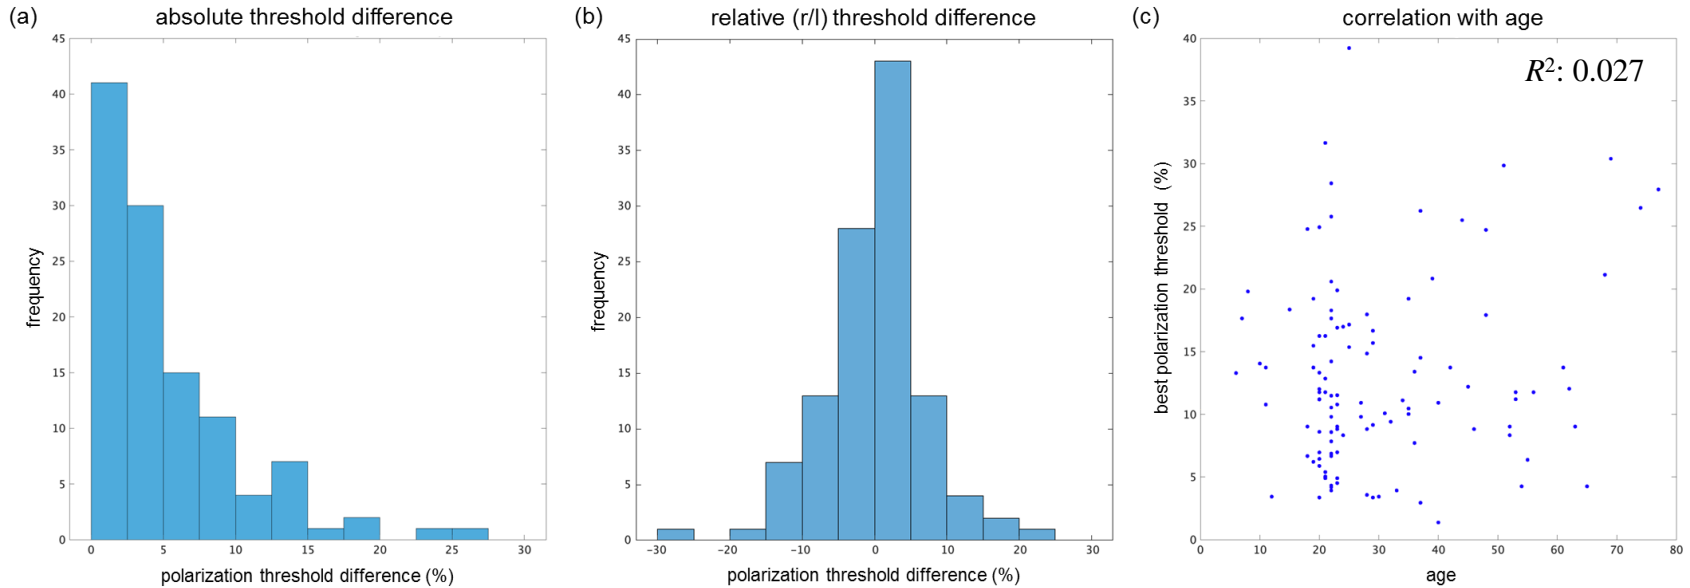 (a) absolute threshold difference
45
40
35
30
25
20
15
10
5
0
frequency
0 5 10 15 20 25 30
polarization threshold difference (%)
(b) relative (r/l) threshold difference
45
40
35
30
25
20
15
10
5
0
frequency
−30 −20 −10 0 10 20 30
polarization threshold difference (%)
(c) correlation with age
R²: 0.027
40
35
30
25
20
15
10
5
0
best polarization threshold (%)
0 10 20 30 40 50 60 70 80
age